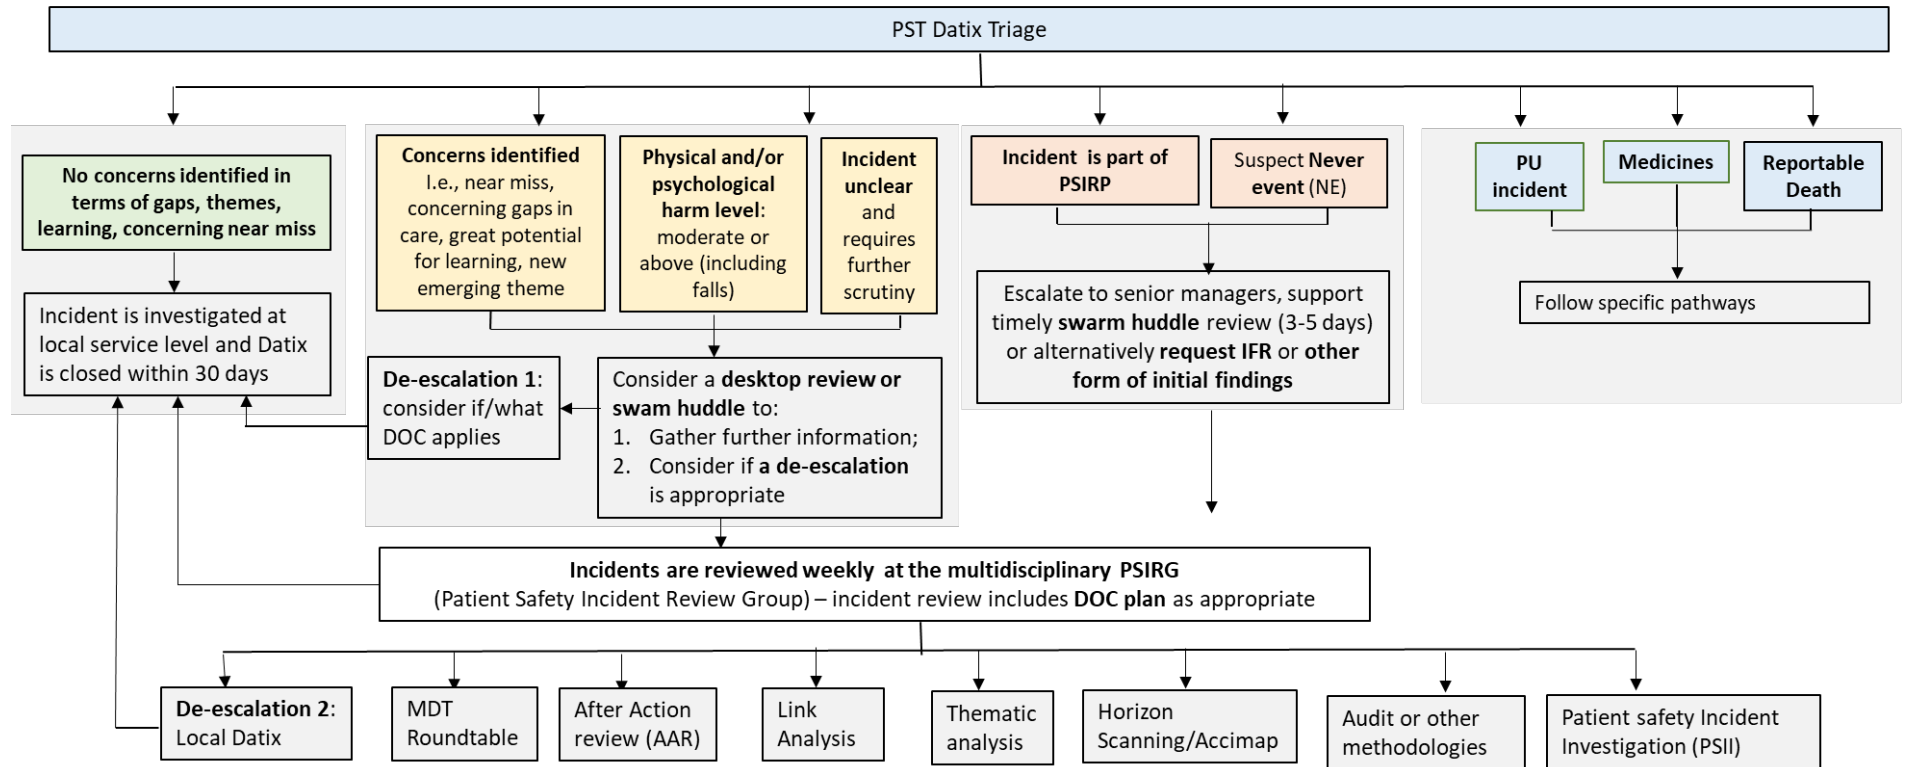 PST Datix Triage
No concerns identified in
terms of gaps, themes,
learning, concerning near miss
Incident is investigated at
local service level and Datix
is closed within 30 days
Concerns identified
I.e., near miss,
concerning gaps in
care, great potential
for learning, new
emerging theme
Physical and/or
psychological
harm level:
moderate or
above (including
falls)
Incident
unclear
and
requires
further
scrutiny
De-escalation 1:
consider if/what
DOC applies
Consider a desktop review or
swam huddle to:
1. Gather further information;
2. Consider if a de-escalation
is appropriate
Incident is part of
PSIRP
Suspect Never
event (NE)
Escalate to senior managers, support
timely swarm huddle review (3-5 days)
or alternatively request IFR or other
form of initial findings
PU
incident
Medicines
Reportable
Death
Follow specific pathways
Incidents are reviewed weekly at the multidisciplinary PSIRG
(Patient Safety Incident Review Group) – incident review includes DOC plan as appropriate
De-escalation 2:
Local Datix
MDT
Roundtable
After Action
review (AAR)
Link
Analysis
Thematic
analysis
Horizon
Scanning/Accimap
Audit or other
methodologies
Patient safety Incident
Investigation (PSII)